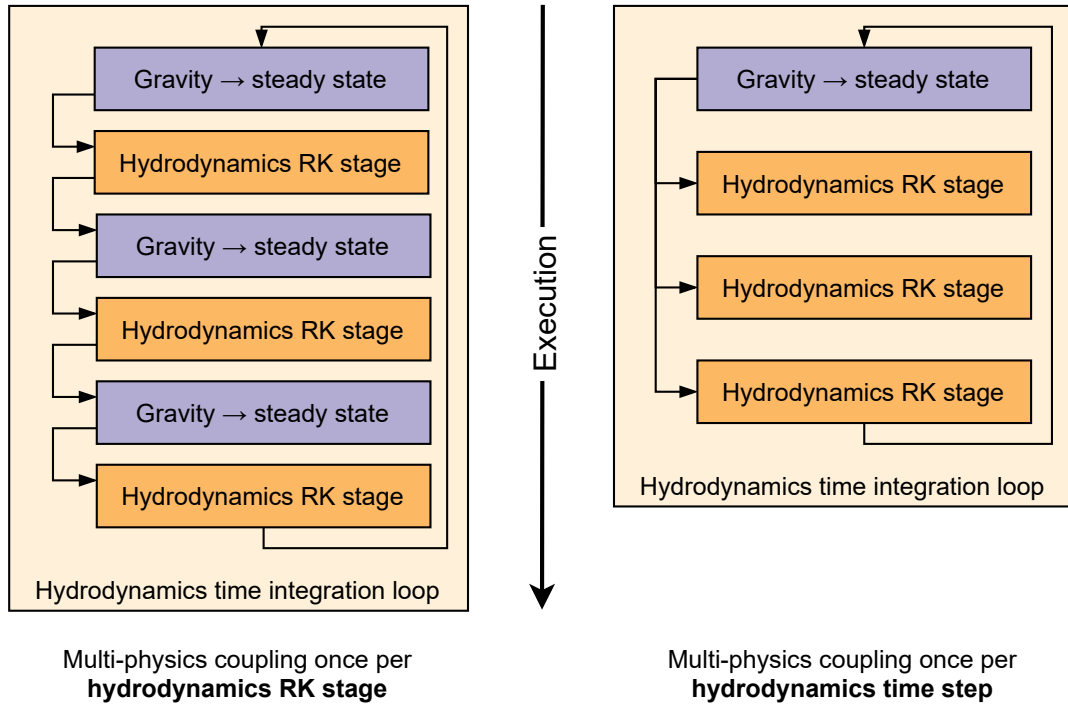 Gravity → steady state
Hydrodynamics RK stage
Gravity → steady state
Hydrodynamics RK stage
Gravity → steady state
Hydrodynamics RK stage
Hydrodynamics time integration loop
Multi-physics coupling once per
hydrodynamics RK stage
Execution
Gravity → steady state
Hydrodynamics RK stage
Hydrodynamics RK stage
Hydrodynamics RK stage
Hydrodynamics time integration loop
Multi-physics coupling once per
hydrodynamics time step